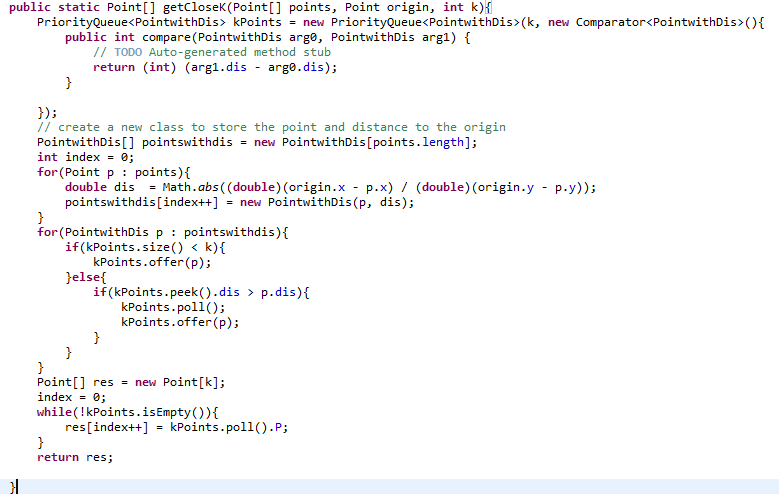 public static Point[] getCloseK(Point[] points, Point origin, int k){
    PriorityQueue<PointwithDis> kPoints = new PriorityQueue<PointwithDis>(k, new Comparator<PointwithDis>(){
        public int compare(PointwithDis arg0, PointwithDis arg1) {
            // TODO Auto-generated method stub
            return (int) (arg1.dis - arg0.dis);
        }
    });
    // create a new class to store the point and distance to the origin
    PointwithDis[] pointswithdis = new PointwithDis[points.length];
    int index = 0;
    for(Point p : points){
        double dis  = Math.abs((double)(origin.x - p.x) / (double)(origin.y - p.y));
        pointswithdis[index++] = new PointwithDis(p, dis);
    }
    for(PointwithDis p : pointswithdis){
        if(kPoints.size() < k){
            kPoints.offer(p);
        }else{
            if(kPoints.peek().dis > p.dis){
                kPoints.poll();
                kPoints.offer(p);
            }
        }
    }
    Point[] res = new Point[k];
    index = 0;
    while(!kPoints.isEmpty()){
        res[index++] = kPoints.poll().P;
    }
    return res;
}